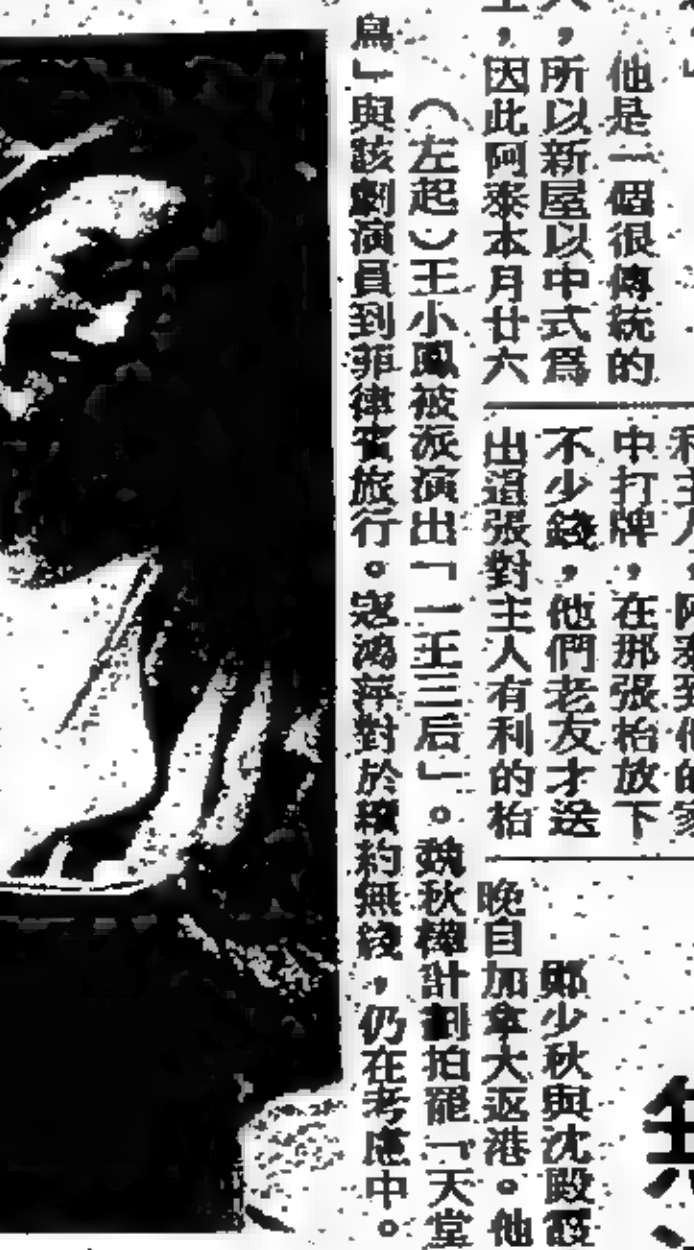 他是一個很傳統的
人，所以新屋以中式爲
，因此阿泰本月廿六
中打牌，在那張枱放下
不少錢，他們老友才送
出這張對主人有利的枱
無
鄭少秋與沈殿霞
晚自加拿大返港。他
（左起）王小鳳被派演出「一王三后」。魏秋樺計劃拍罷「天堂
鳥」與該劇演員到菲律賓旅行。寇鴻萍對於續約無綫，仍在考慮中。